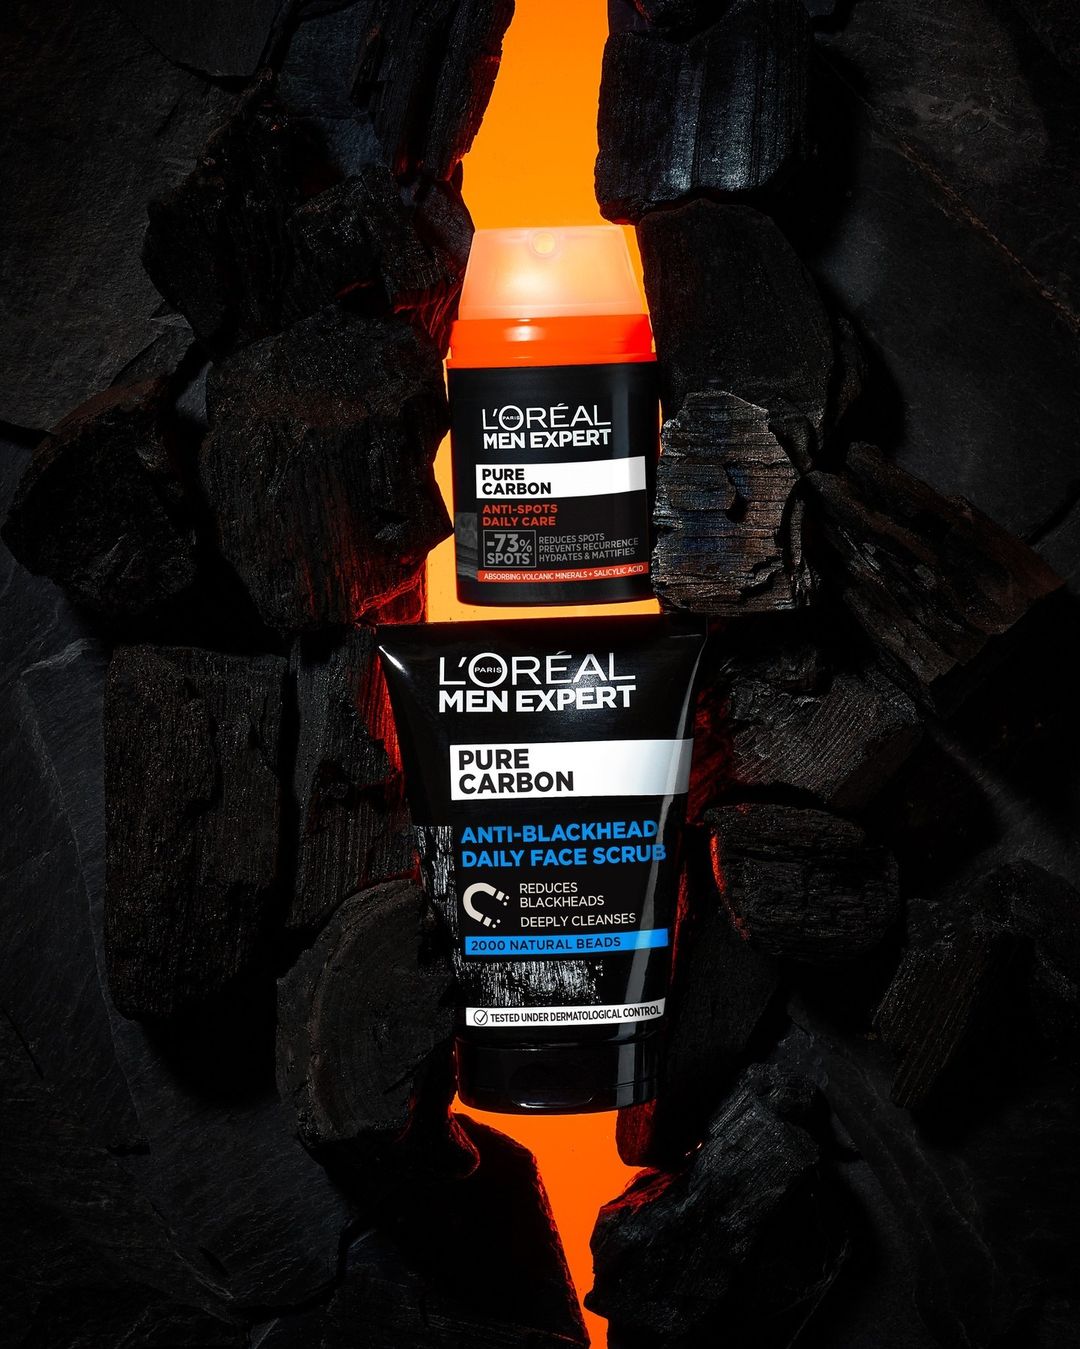 L'ORÉAL
PARIS
MEN EXPERT
PURE
CARBON
ANTI-SPOTS
DAILY CARE
-73%
SPOTS
REDUCES SPOTS
PREVENTS RECURRENCE
HYDRATES & MATTIFIES
ABSORBING VOLCANIC MINERALS + SALICYLIC ACID
L'ORÉAL
PARIS
MEN EXPERT
PURE
CARBON
ANTI-BLACKHEAD
DAILY FACE SCRUB
REDUCES
BLACKHEADS
DEEPLY CLEANSES
2000 NATURAL BEADS
TESTED UNDER DERMATOLOGICAL CONTROL